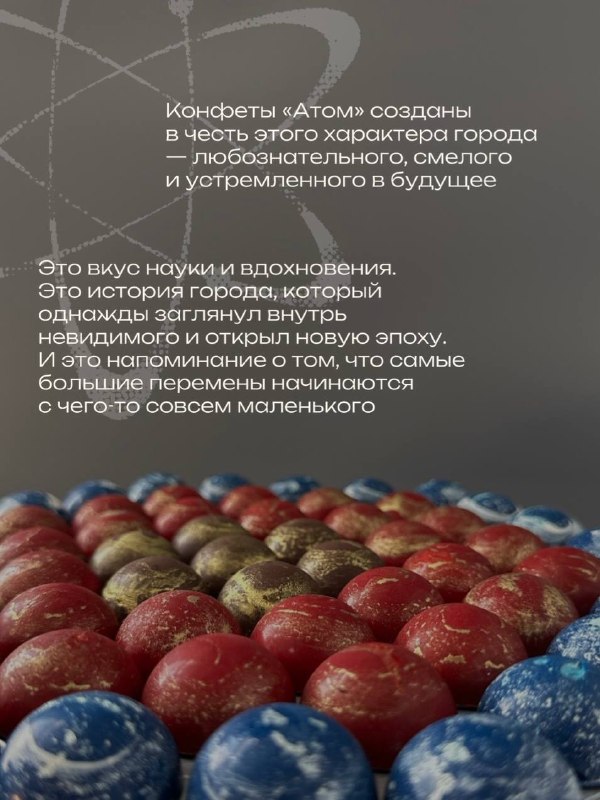 Конфеты «Атом» созданы
в честь этого характера города
— любознательного, смелого
и устремленного в будущее
Это вкус науки и вдохновения.
Это история города, который
однажды заглянул внутрь
невидимого и открыл новую эпоху.
И это напоминание о том, что самые
большие перемены начинаются
с чего-то совсем маленького